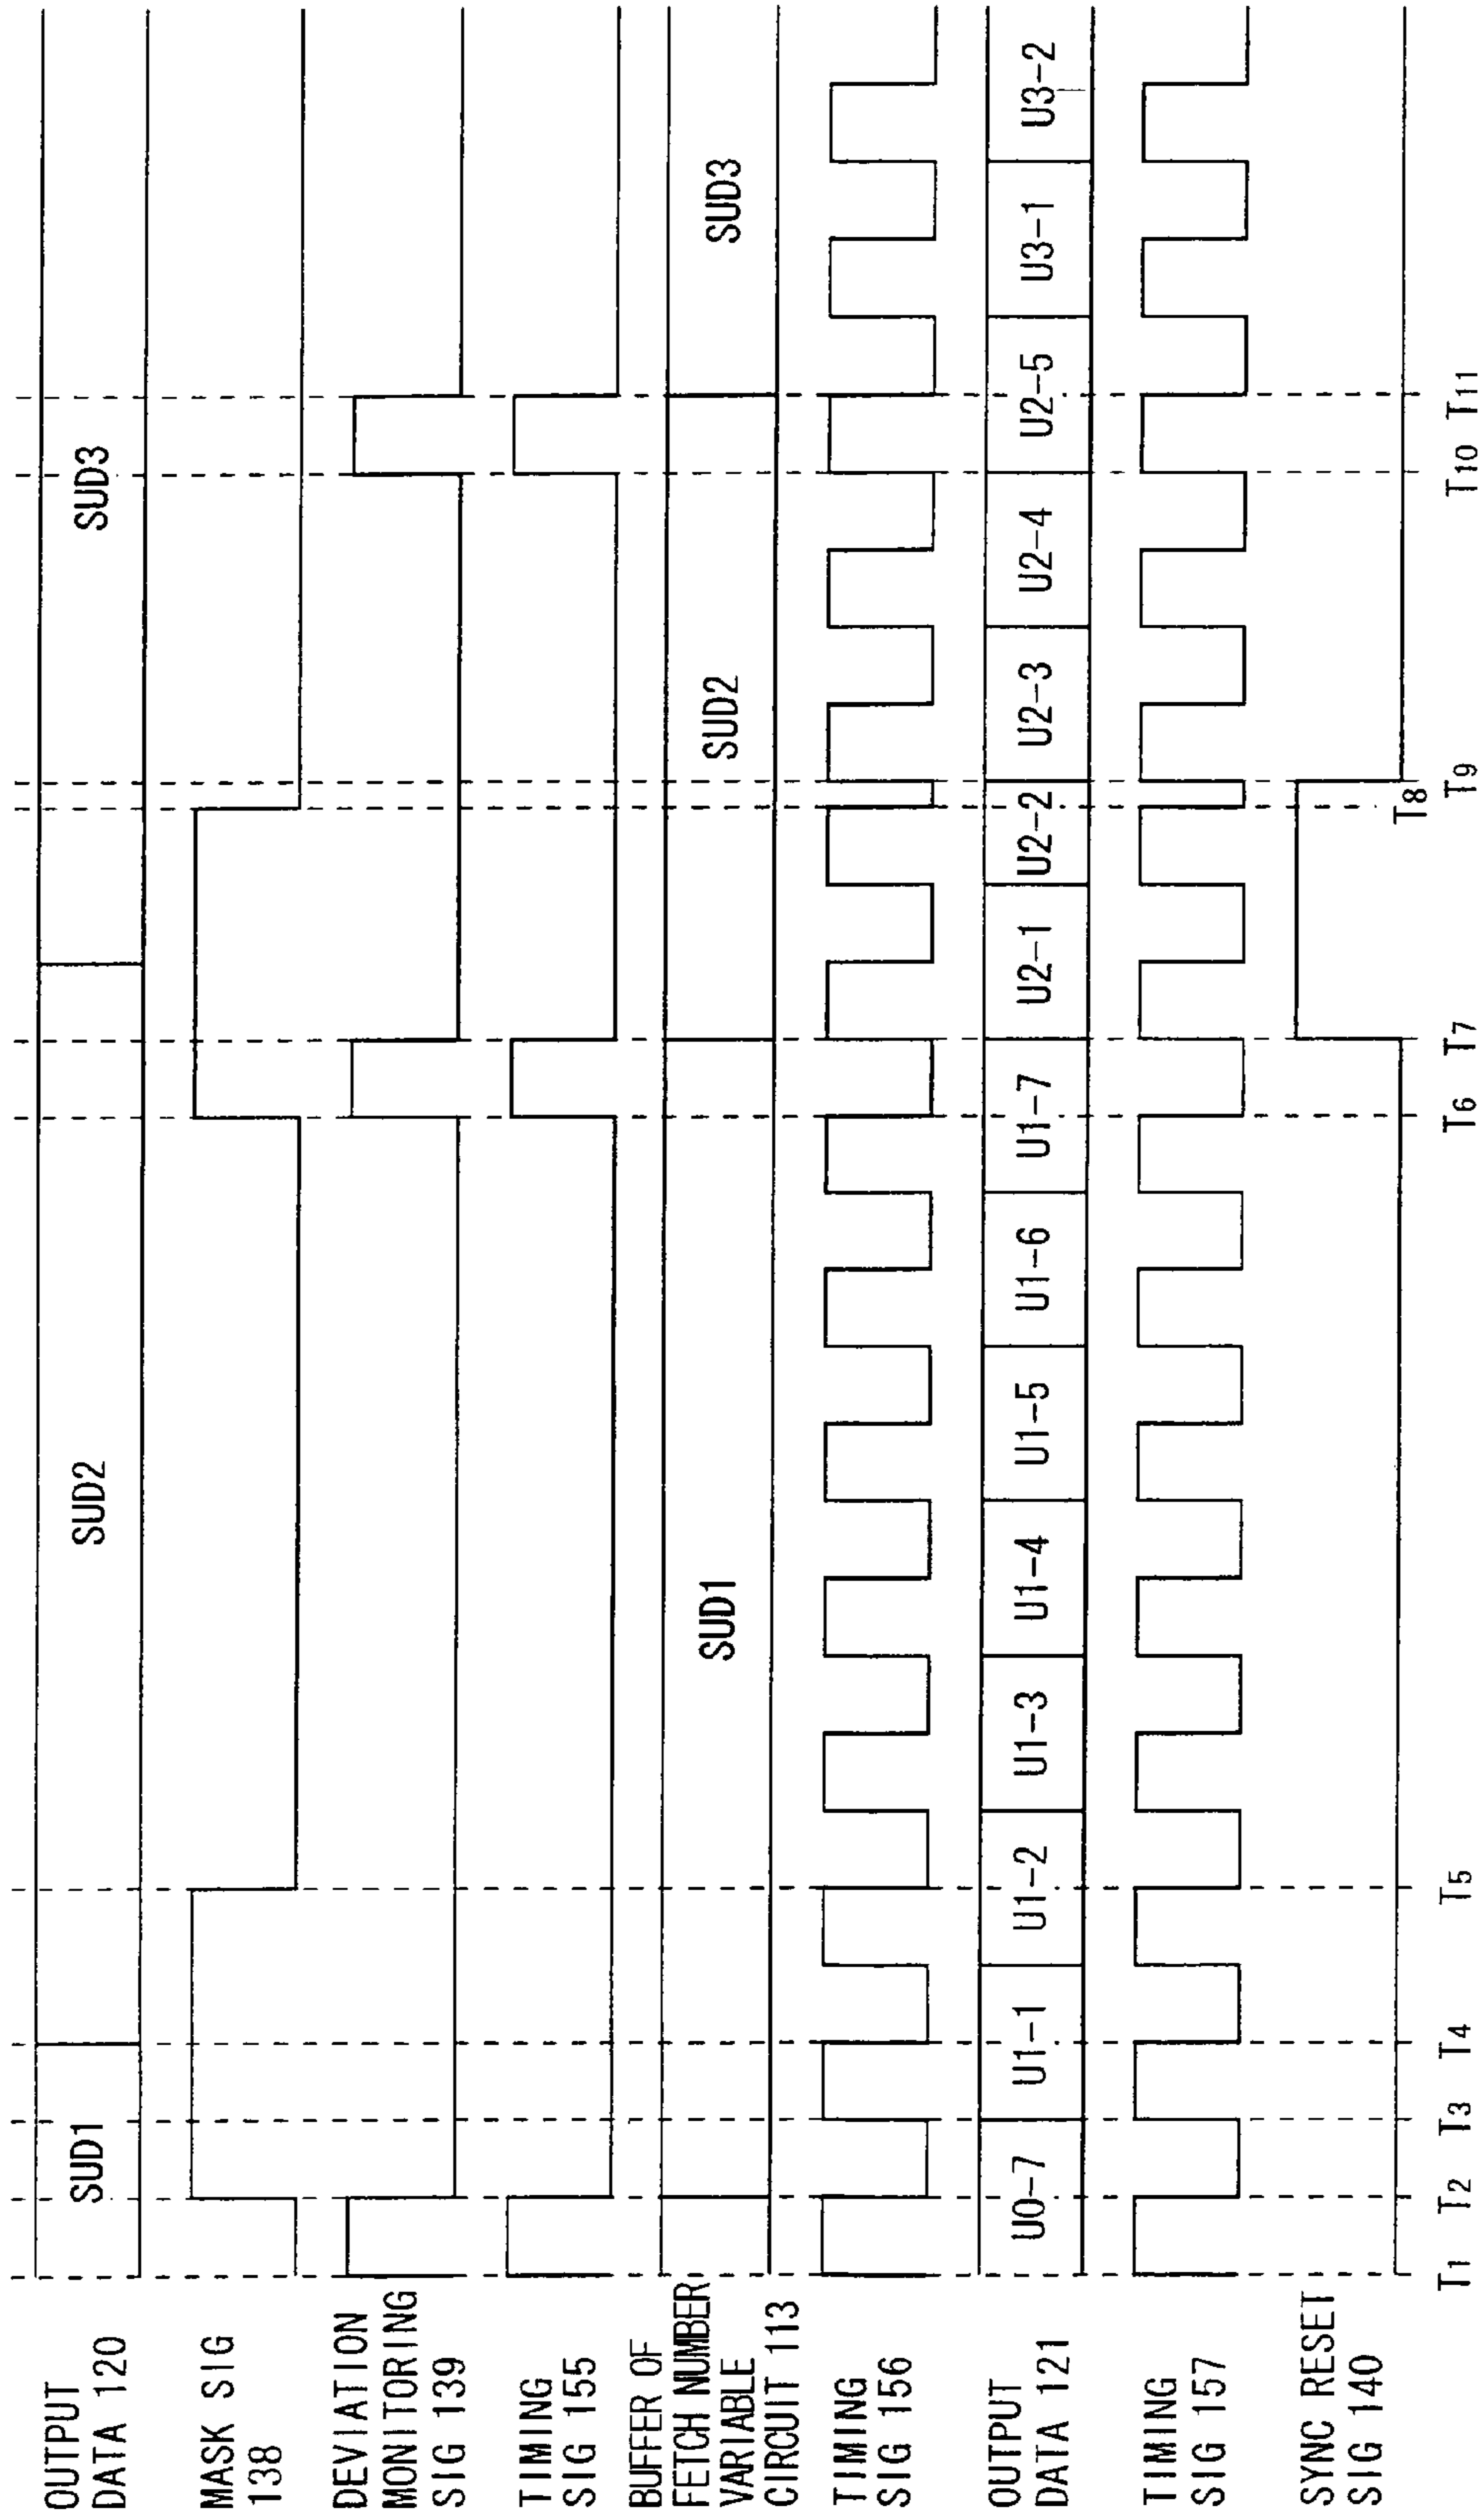 OUTPUT
DATA 120
SUD1
SUD2
SUD3
MASK SIG
138
DEVIATION
MONITORING
SIG 139
TIMING
SIG 155
BUFFER OF
FETCH NUMBER
VARIABLE
CIRCUIT 113
SUD1
SUD2
SUD3
TIMING
SIG 156
OUTPUT
DATA 121
U0-7
U1-1
U1-2
U1-3
U1-4
U1-5
U1-6
U1-7
U2-1
U2-2
U2-3
U2-4
U2-5
U3-1
U3-2
TIMING
SIG 157
SYNC RESET
SIG 140
T1
T2
T3
T4
T5
T6
T7
T8
T9
T10
T11